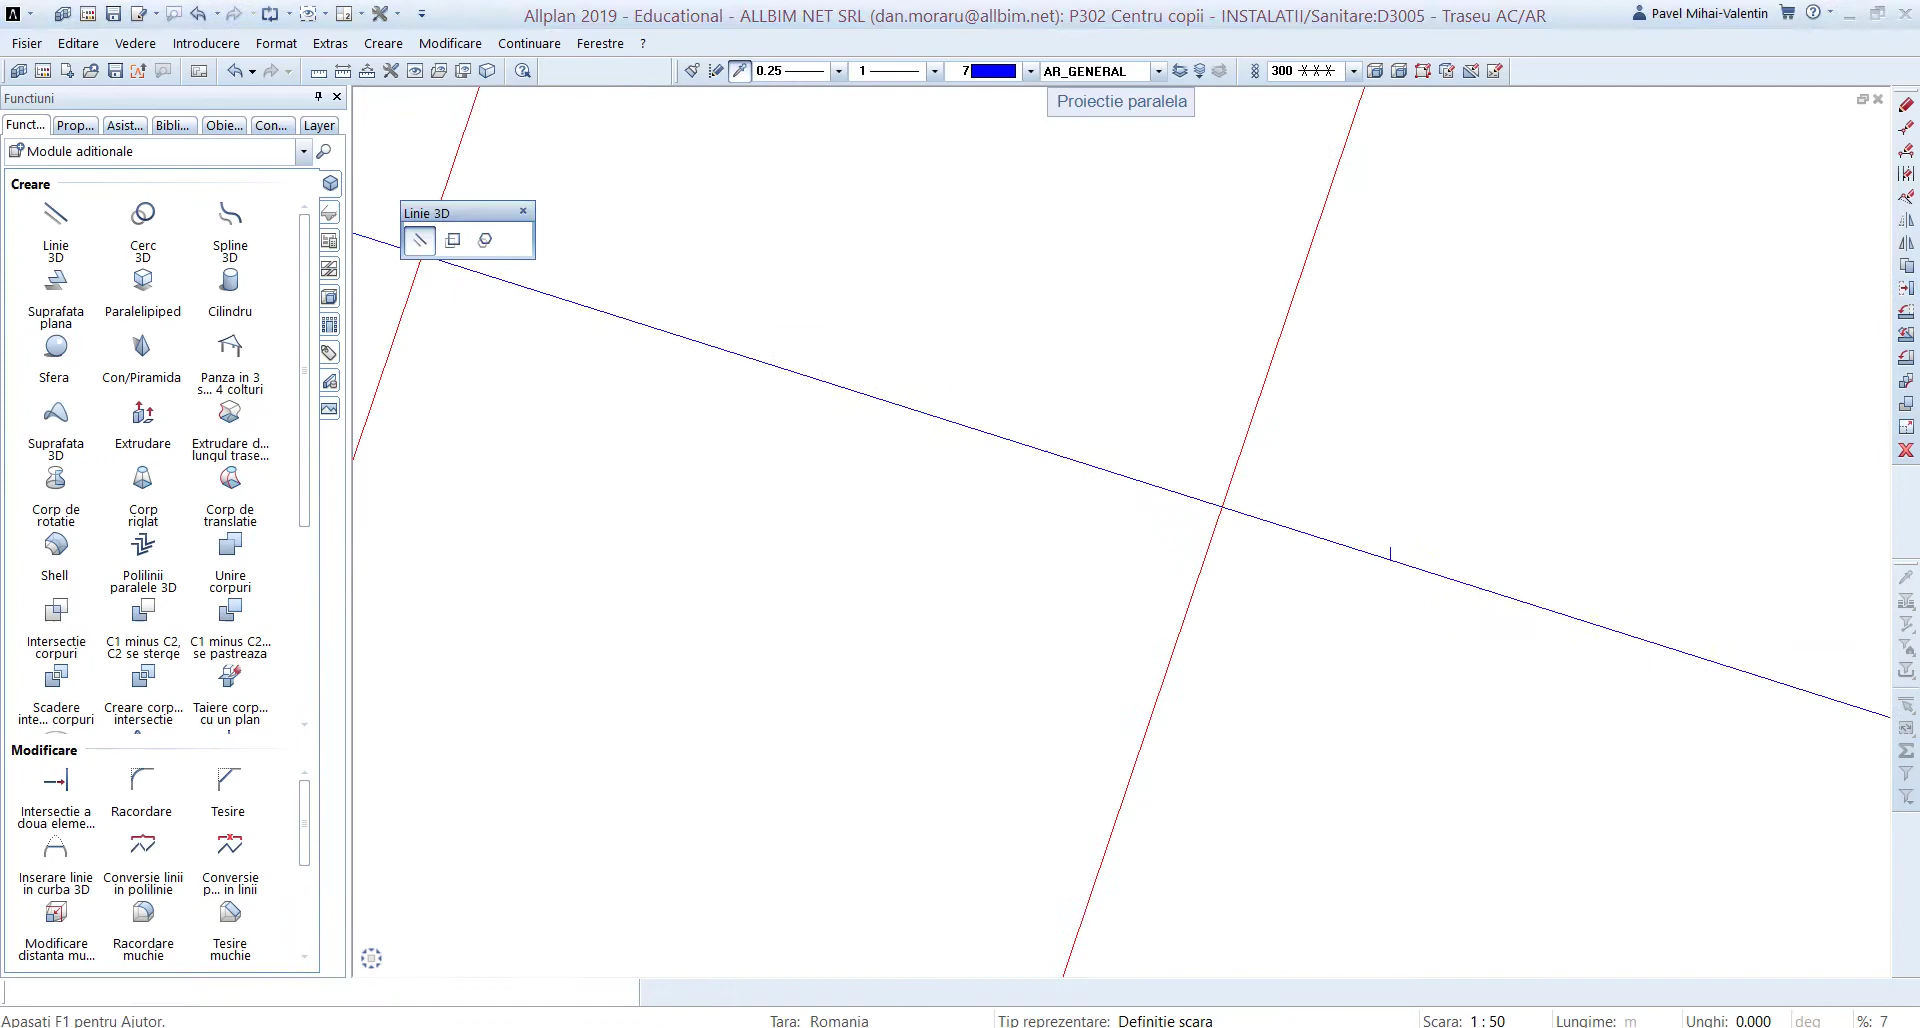 Allplan 2019 - Educational - ALLBIM NET SRL (dan.moraru@allbim.net): P302 Centru copii - INSTALATII/Sanitare:D3005 - Traseu AC/AR
Pavel Mihai-Valentin
Fisier Editare Vedere Introducere Format Extras Creare Modificare Continuare Ferestre ?
0.25 1 7 AR_GENERAL 300
Functiuni
Proiectie paralela
Funct... Prop... Asist... Bibli... Obie... Con... Layer
Module aditionale
Creare
Linie 3D
Linie
3D
Cerc
3D
Spline
3D
Suprafata
plana
Paralelipiped
Cilindru
Sfera
Con/Piramida
Panza in 3
s... 4 colturi
Suprafata
3D
Extrudare
Extrudare d...
lungul trase...
Corp de
rotatie
Corp
riglat
Corp de
translatie
Shell
Polilinii
paralele 3D
Unire
corpuri
Intersectie
corpuri
C1 minus C2,
C2 se sterge
C1 minus C2...
se pastreaza
Scadere
inte... corpuri
Creare corp...
intersectie
Taiere corp...
cu un plan
Modificare
Intersectie a
doua eleme...
Racordare
Tesire
Inserare linie
in curba 3D
Conversie linii
in polilinie
Conversie
p... in linii
Modificare
distanta mu...
Racordare
muchie
Tesire
muchie
Apasati F1 pentru Ajutor.
Tara: Romania
Tip reprezentare: Definitie scara
Scara: 1 : 50
Lungime: m
Unghi: 0.000 deg
%: 7